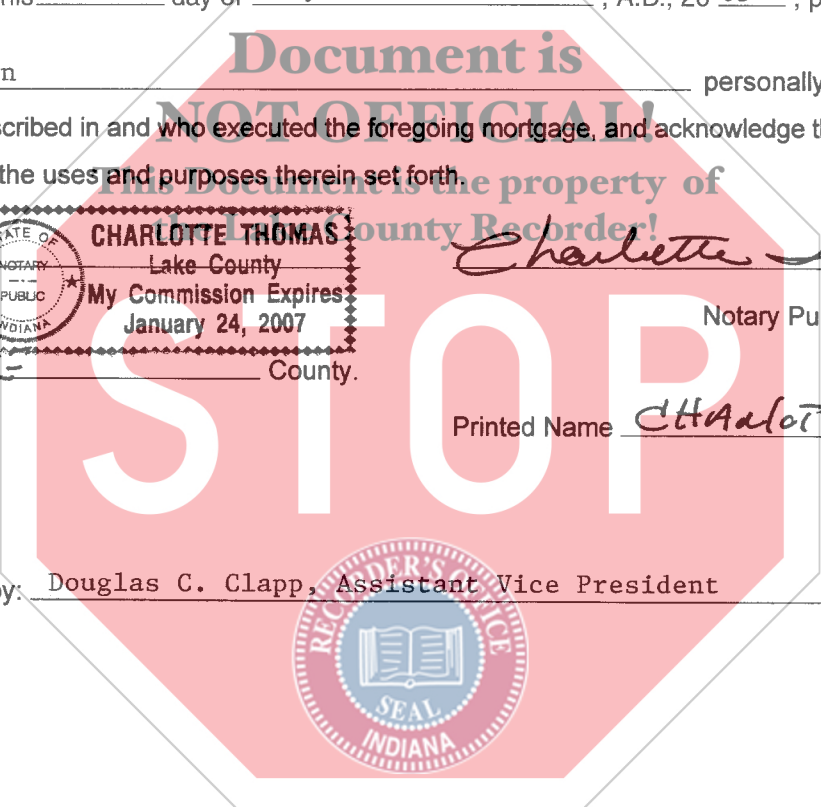 day of , A.D., 20
Document is
n personally
scribed in and who executed the foregoing mortgage, and acknowledge th
NOT OFFICIAL!
the uses and purposes therein set forth.
This Document is the property of
the Lake County Recorder!
STATE OF
NOTARY
PUBLIC
INDIANA
CHARLOTTE THOMAS
Lake County
My Commission Expires
January 24, 2007
Charlotte
Notary Pu
County.
STOP
Printed Name CHArloT
by: Douglas C. Clapp, Assistant Vice President
RECORDER'S OFFICE
SEAL
INDIANA